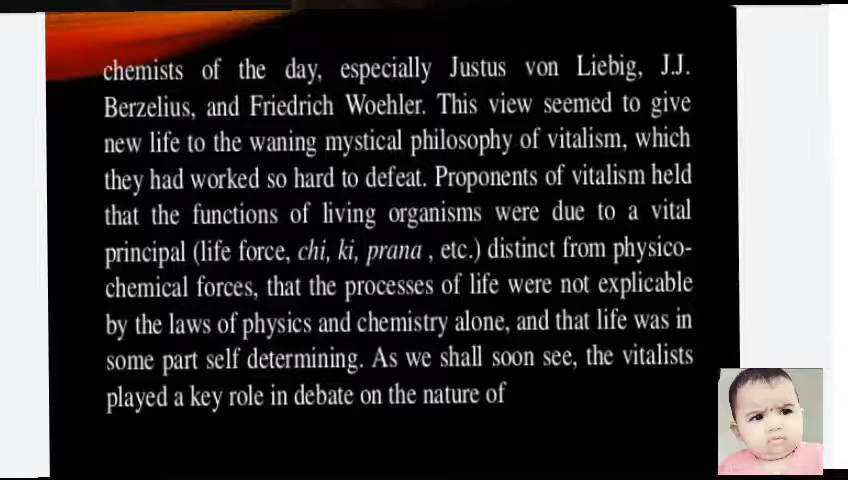 chemists of the day, especially Justus von Liebig, J.J.
Berzelius, and Friedrich Woehler. This view seemed to give
new life to the waning mystical philosophy of vitalism, which
they had worked so hard to defeat. Proponents of vitalism held
that the functions of living organisms were due to a vital
principal (life force, chi, ki, prana , etc.) distinct from physico-
chemical forces, that the processes of life were not explicable
by the laws of physics and chemistry alone, and that life was in
some part self determining. As we shall soon see, the vitalists
played a key role in debate on the nature of